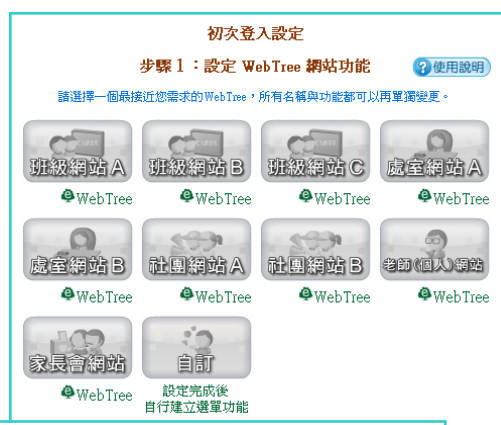 初次登入設定
步驟1：設定 WebTree 網站功能
使用說明
請選擇一個最接近您需求的WebTree，所有名稱與功能都可以再單獨變更。
班級網站A 班級網站B 班級網站C 處室網站A
WebTree WebTree WebTree WebTree
處室網站B 社團網站A 社團網站B 老師(個人)網站
WebTree WebTree WebTree WebTree
家長會網站 自訂
WebTree 設定完成後
自行建立選單功能